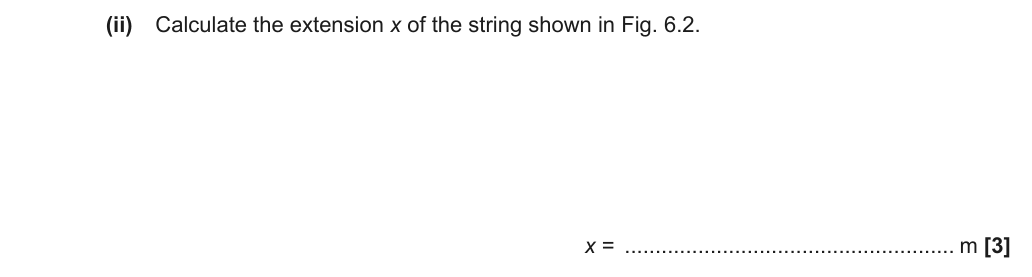 (ii) Calculate the extension x of the string shown in Fig. 6.2.
x = ...................................................... m [3]